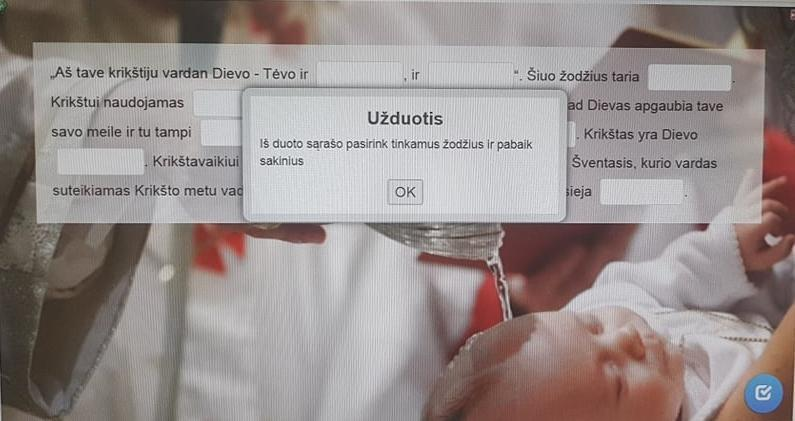 „Aš tave krikštiju vardan Dievo - Tėvo ir , ir “. Šiuo žodžius taria .
Krikštui naudojamas ad Dievas apgaubia tave
savo meile ir tu tampi . Krikštas yra Dievo
. Krikštavaikiui Šventasis, kurio vardas
suteikiamas Krikšto metu vad sieja .
Užduotis
Iš duoto sąrašo pasirink tinkamus žodžius ir pabaik
sakinius
OK